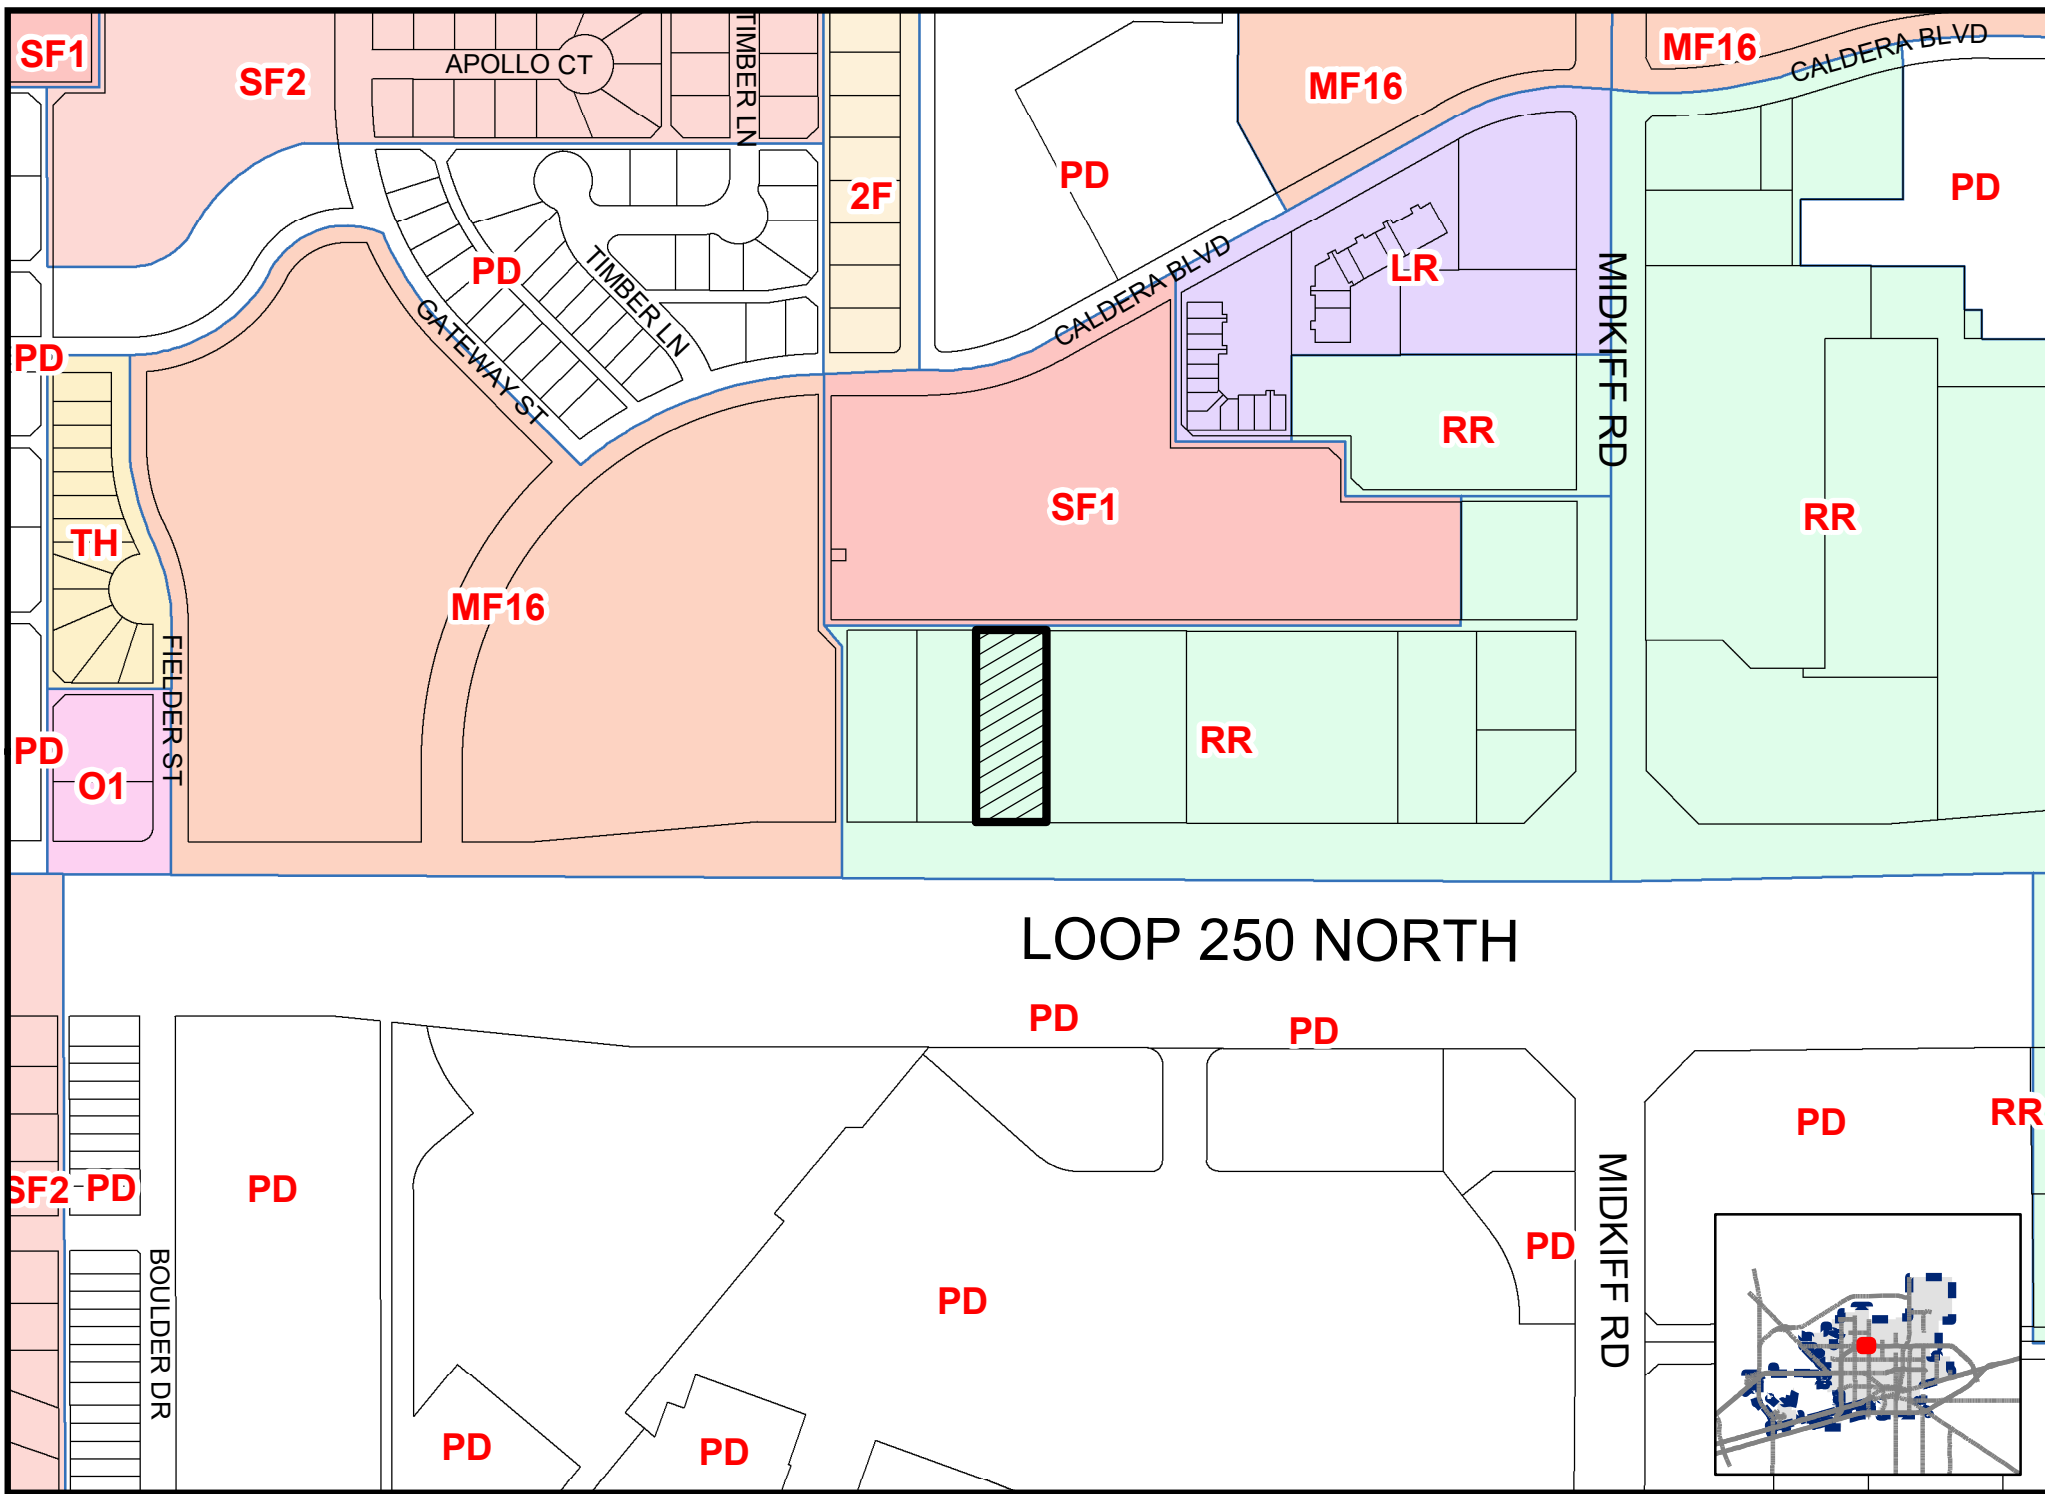 SF1
SF2
APOLLO CT
TIMBER LN
MF16
MF16
CALDERA BLVD
PD
2F
PD
PD
LR
TIMBER LN
GATEWAY ST
CALDERA BLVD
MIDKIFF RD
PD
RR
SF1
RR
TH
MF16
FIELDER ST
PD
O1
RR
LOOP 250 NORTH
PD
PD
PD
RR
SF2
PD
PD
MIDKIFF RD
PD
PD
BOULDER DR
PD
PD